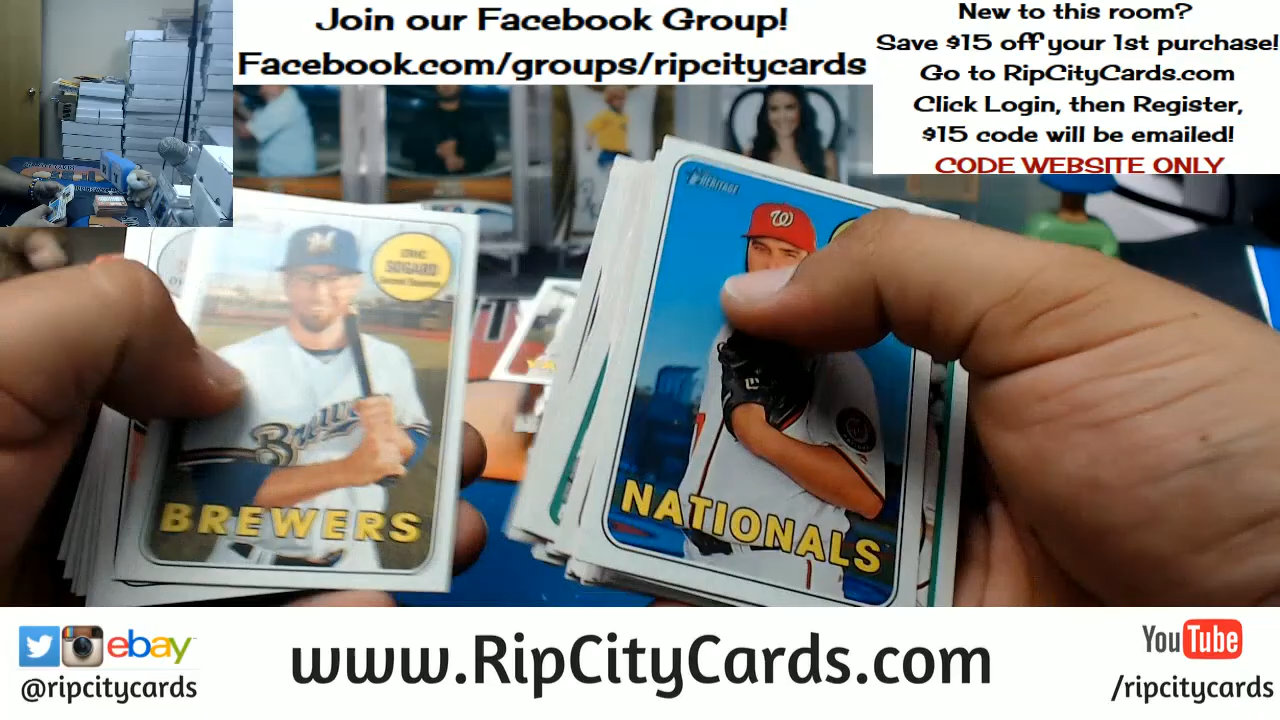 Join our Facebook Group!
Facebook.com/groups/ripcitycards
New to this room?
Save $15 off your 1st purchase!
Go to RipCityCards.com
Click Login, then Register,
$15 code will be emailed!
CODE WEBSITE ONLY
HERITAGE
W
ERIC
SOGARD
Brewers
BREWERS
NATIONALS
ebay
@ripcitycards
www.RipCityCards.com
YouTube
/ripcitycards